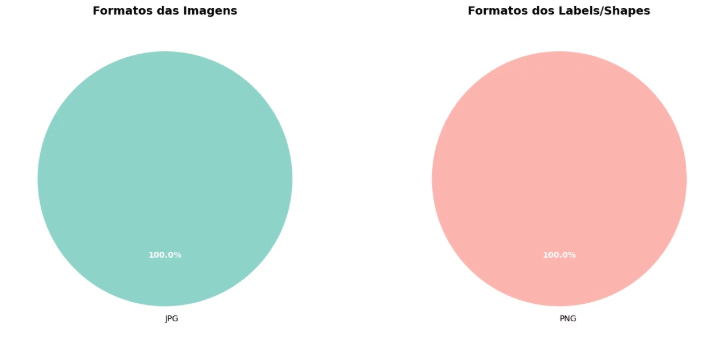 Formatos das Imagens
Formatos dos Labels/Shapes
100.0%
100.0%
JPG
PNG